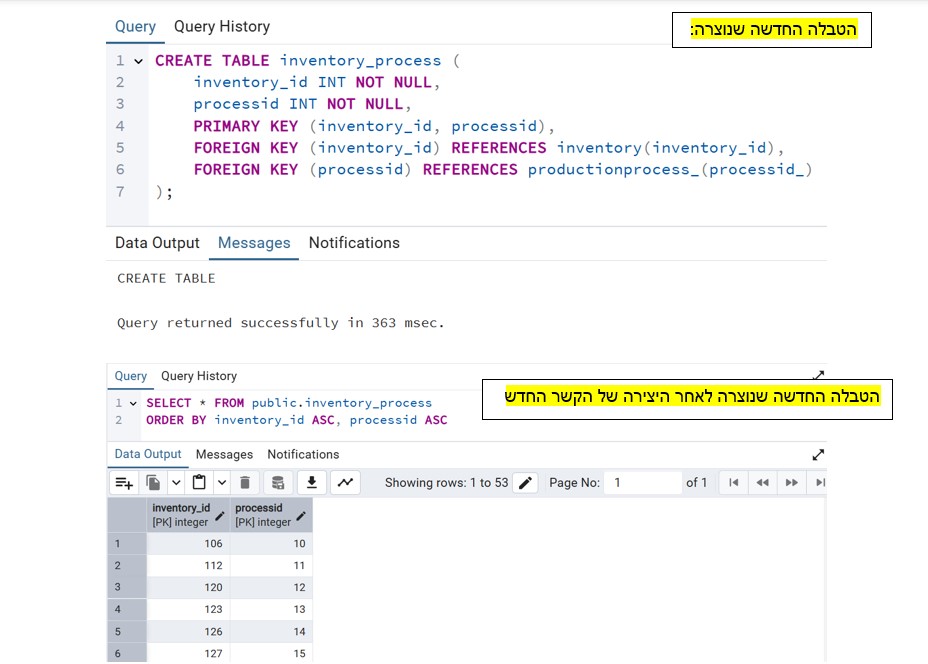 Query Query History
הטבלה החדשה שנוצרה:
1 CREATE TABLE inventory_process (
2 inventory_id INT NOT NULL,
3 processid INT NOT NULL,
4 PRIMARY KEY (inventory_id, processid),
5 FOREIGN KEY (inventory_id) REFERENCES inventory(inventory_id),
6 FOREIGN KEY (processid) REFERENCES productionprocess_(processid_)
7 );
Data Output Messages Notifications
CREATE TABLE
Query returned successfully in 363 msec.
Query Query History
הטבלה החדשה שנוצרה לאחר היצירה של הקשר החדש
1 SELECT * FROM public.inventory_process
2 ORDER BY inventory_id ASC, processid ASC
Data Output Messages Notifications
Showing rows: 1 to 53 Page No: 1 of 1
inventory_id processid
[PK] integer [PK] integer
1 106 10
2 112 11
3 120 12
4 123 13
5 126 14
6 127 15